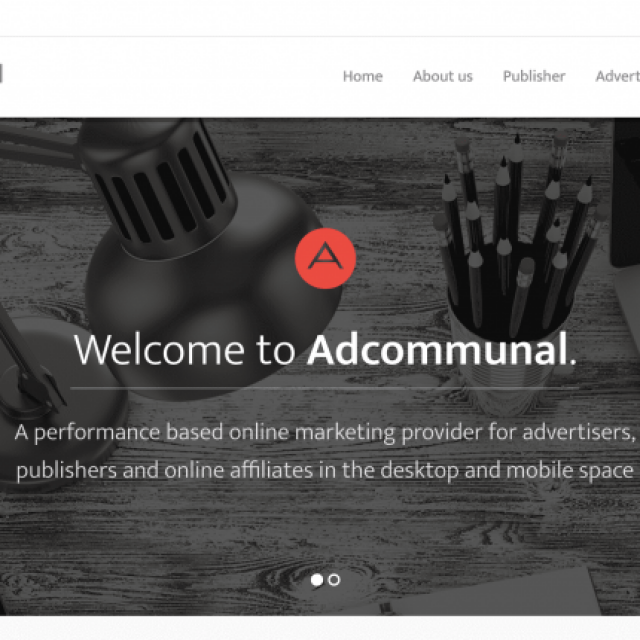 Home About us Publisher Advert
A
Welcome to Adcommunal.
A performance based online marketing provider for advertisers,
publishers and online affiliates in the desktop and mobile space